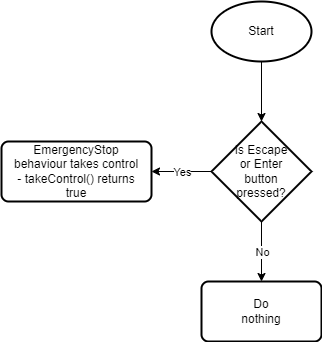 Start
Is Escape
or Enter
button
pressed?
Yes
EmergencyStop
behaviour takes control
- takeControl() returns
true
No
Do
nothing